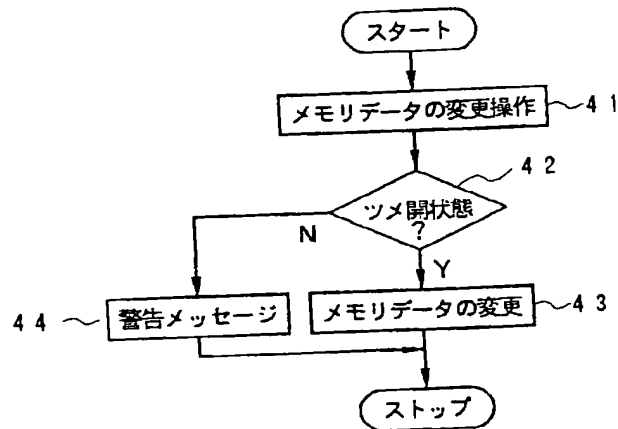 スタート
メモリデータの変更操作 41
42
ツメ開状態
?
N
Y
44 警告メッセージ
メモリデータの変更 43
ストップ